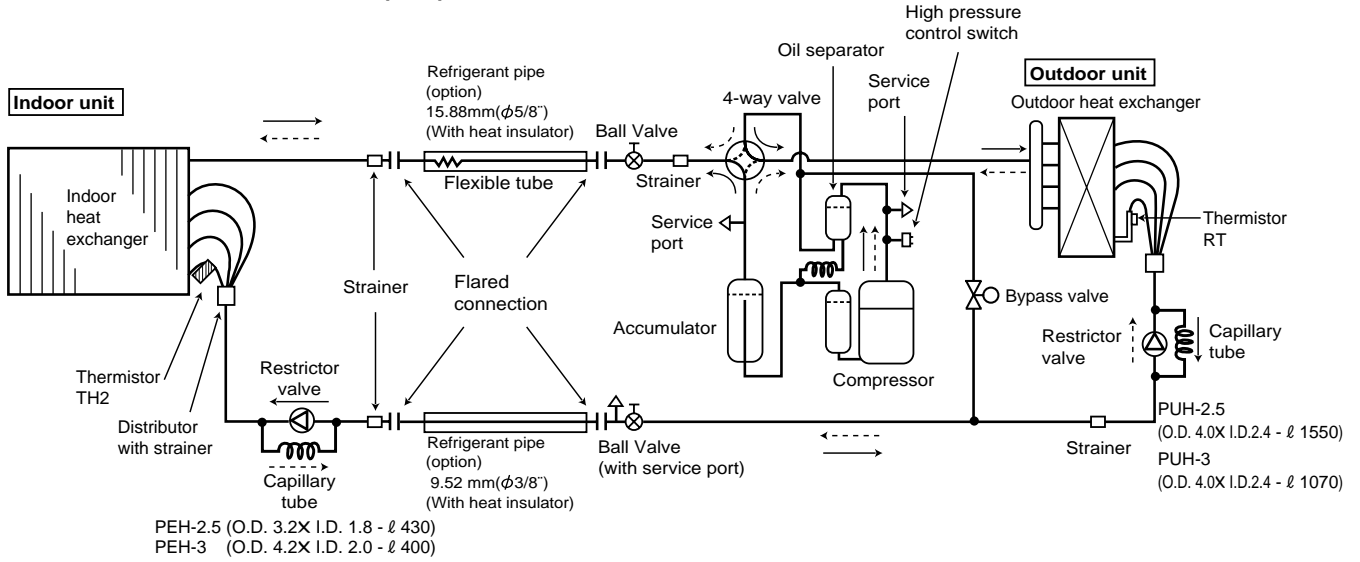 High pressure
control switch
Oil separator
Service
port
4-way valve
Outdoor unit
Outdoor heat exchanger
Indoor unit
Refrigerant pipe
(option)
15.88mm(ϕ5/8¨)
(With heat insulator)
Ball Valve
Flexible tube
Strainer
Indoor
heat
exchanger
Service
port
Thermistor
RT
Strainer
Flared
connection
Bypass valve
Accumulator
Compressor
Restrictor
valve
Capillary
tube
Thermistor
TH2
Restrictor
valve
Distributor
with strainer
Refrigerant pipe
(option)
9.52 mm(ϕ3/8¨)
(With heat insulator)
Ball Valve
(with service port)
Strainer
PUH-2.5
(O.D. 4.0X I.D.2.4 - ℓ 1550)
PUH-3
(O.D. 4.0X I.D.2.4 - ℓ 1070)
Capillary
tube
PEH-2.5 (O.D. 3.2X I.D. 1.8 - ℓ 430)
PEH-3 (O.D. 4.2X I.D. 2.0 - ℓ 400)